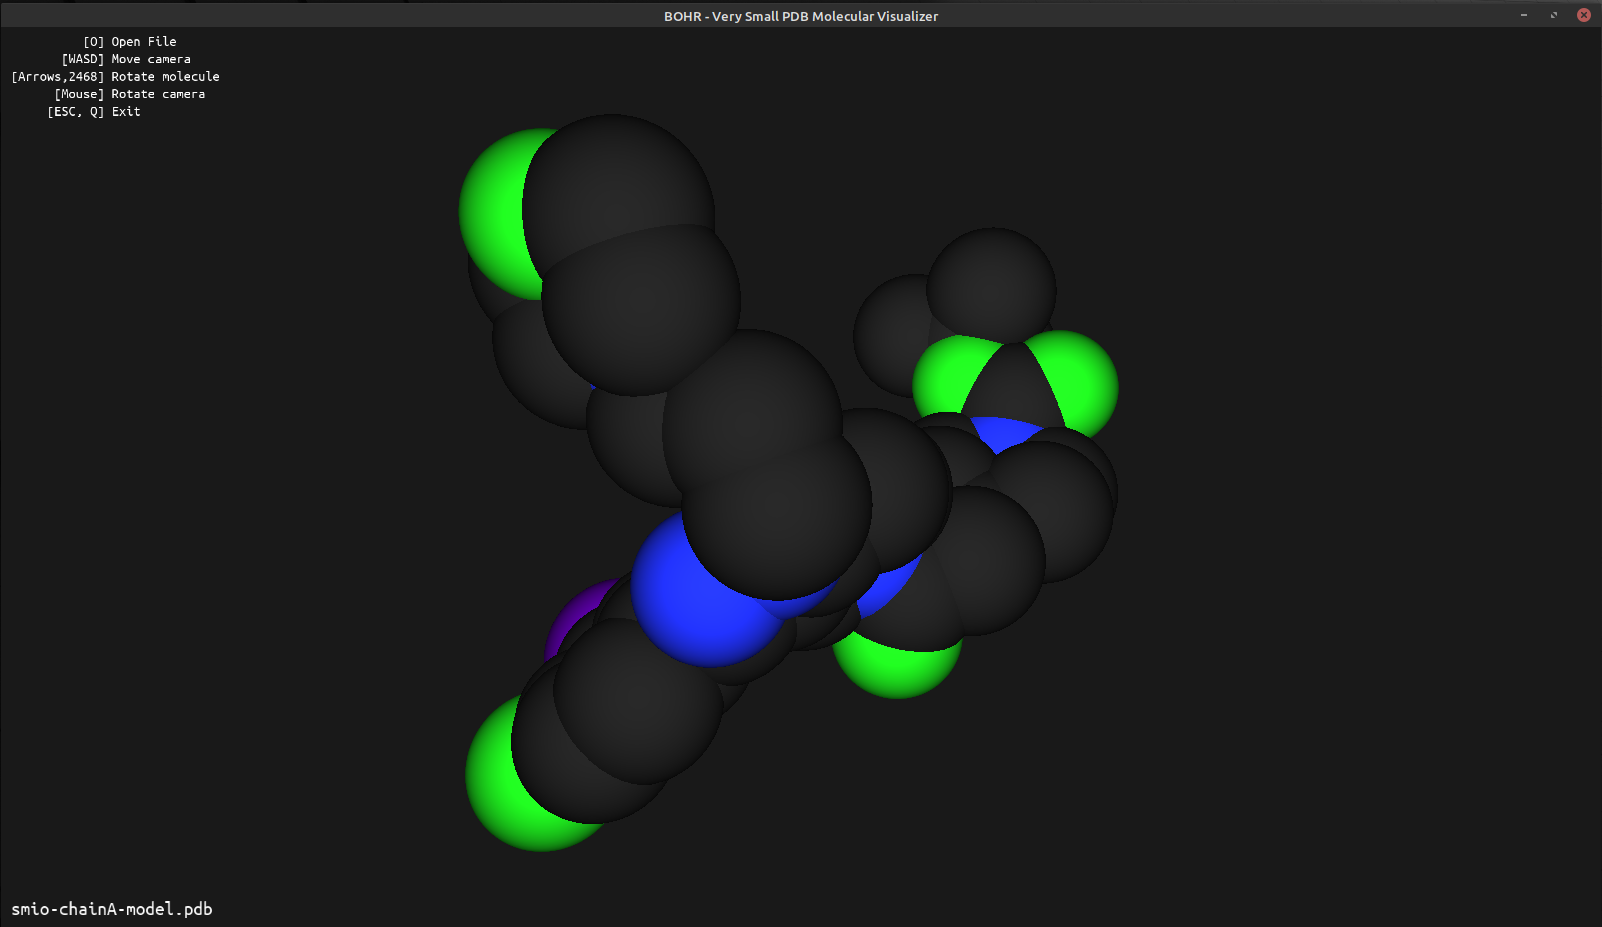 BOHR - Very Small PDB Molecular Visualizer
[O] Open File
[WASD] Move camera
[Arrows,2468] Rotate molecule
[Mouse] Rotate camera
[ESC, Q] Exit
smio-chainA-model.pdb